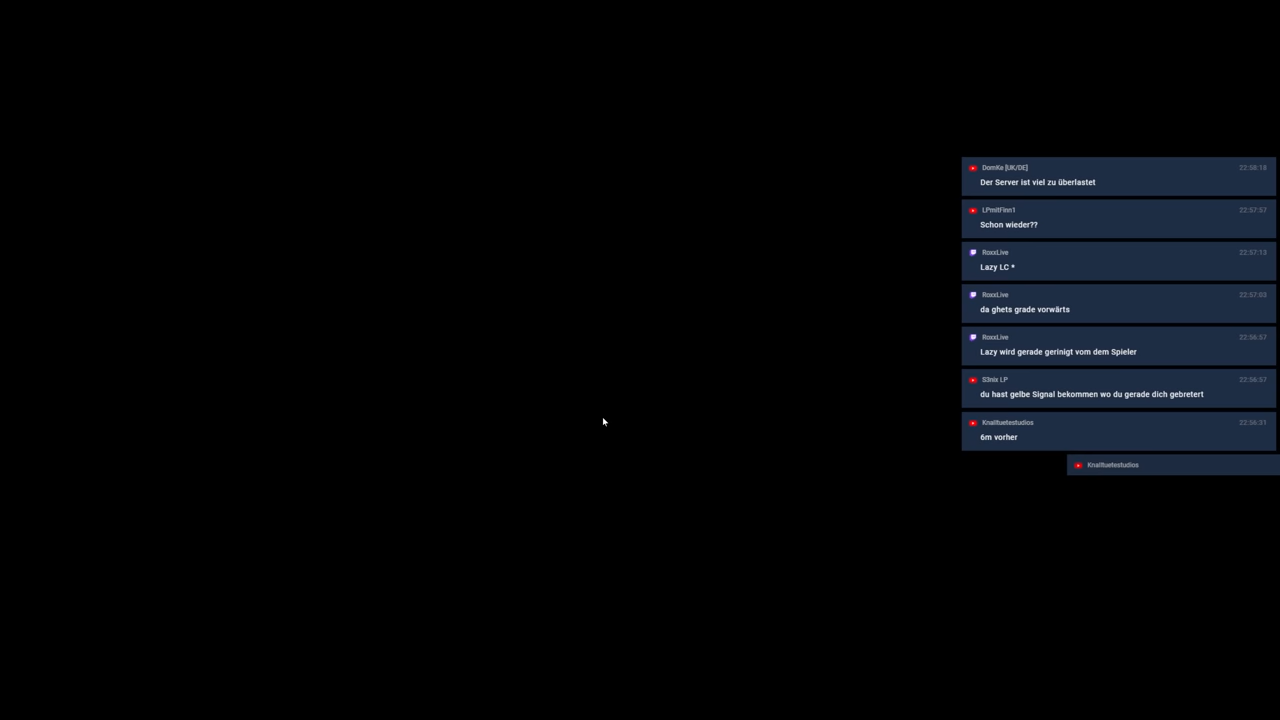 DomKe [UK/DE] 22:58:18
Der Server ist viel zu überlastet
LPmitFinn1 22:57:57
Schon wieder??
RoxxLive 22:57:13
Lazy LC *
RoxxLive 22:57:03
da ghets grade vorwärts
RoxxLive 22:56:57
Lazy wird gerade gerinigt vom dem Spieler
S3nix LP 22:56:37
du hast gelbe Signal bekommen wo du gerade dich gebretert
Knalltuetestudios 22:56:31
6m vorher
Knalltuetestudios